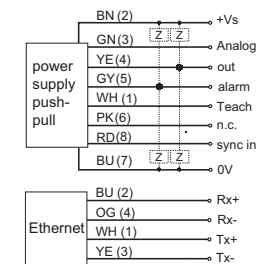 BN (2) Z Z +Vs
GN(3) Analog
YE(4) out
GY(5) alarm
WH (1) Teach
PK(6) n.c.
RD(8) sync in
BU(7) Z Z 0V
power
supply
push-
pull
BU (2) Rx+
OG (4) Rx-
WH (1) Tx+
YE (3) Tx-
Ethernet